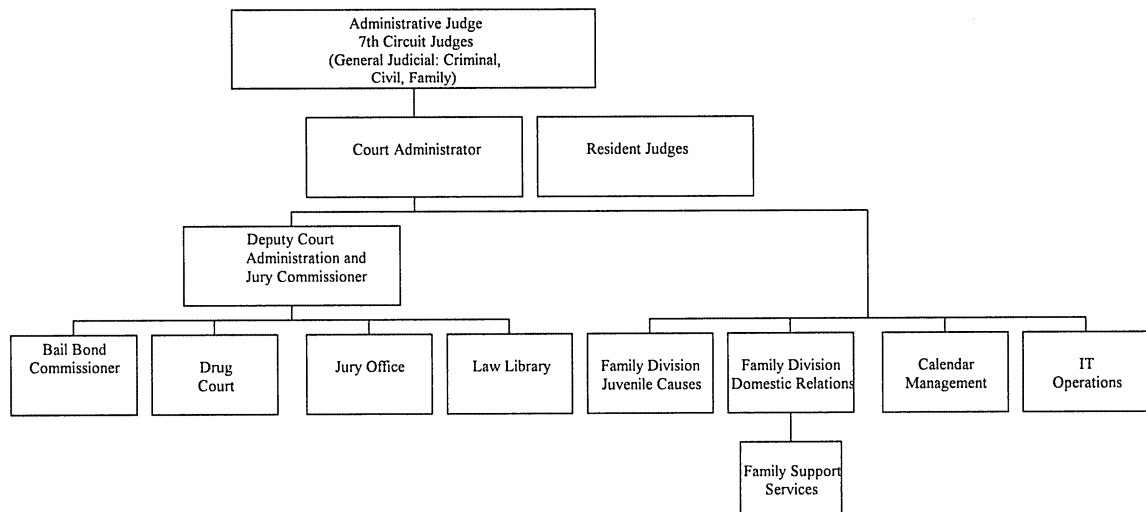 Administrative Judge
7th Circuit Judges
(General Judicial: Criminal,
Civil, Family)
Court Administrator
Resident Judges
Deputy Court
Administration and
Jury Commissioner
Bail Bond
Commissioner
Drug
Court
Jury Office
Law Library
Family Division
Juvenile Causes
Family Division
Domestic Relations
Calendar
Management
IT
Operations
Family Support
Services